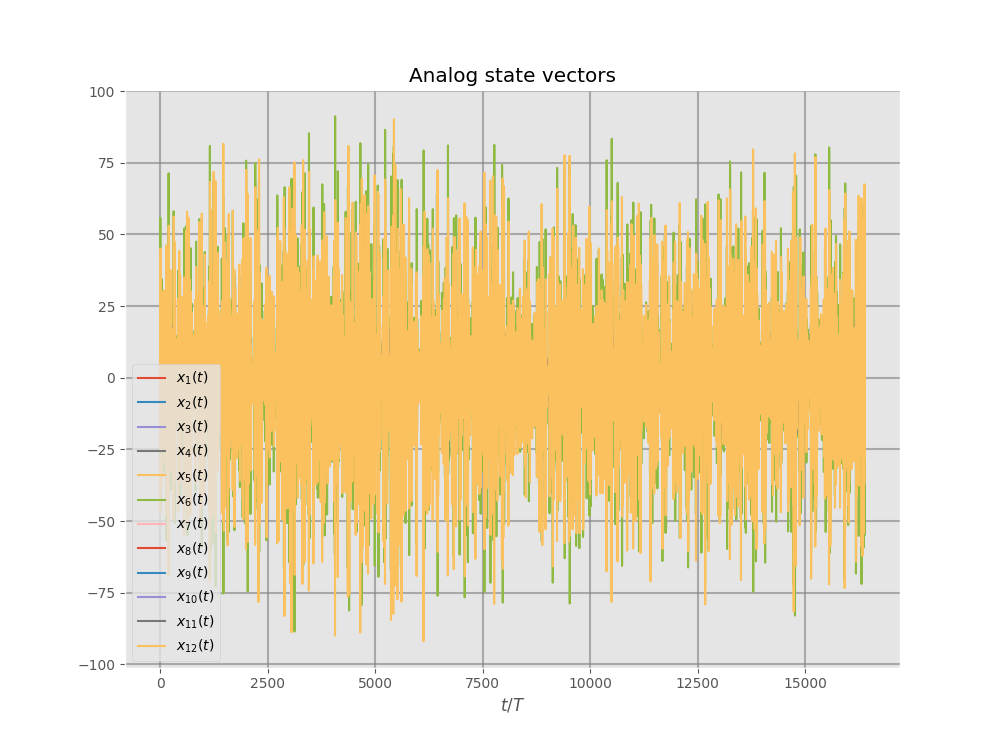 Analog state vectors
100
75
50
25
0
−25
−50
−75
−100
x₁(t)
x₂(t)
x₃(t)
x₄(t)
x₅(t)
x₆(t)
x₇(t)
x₈(t)
x₉(t)
x₁₀(t)
x₁₁(t)
x₁₂(t)
0 2500 5000 7500 10000 12500 15000
t/T